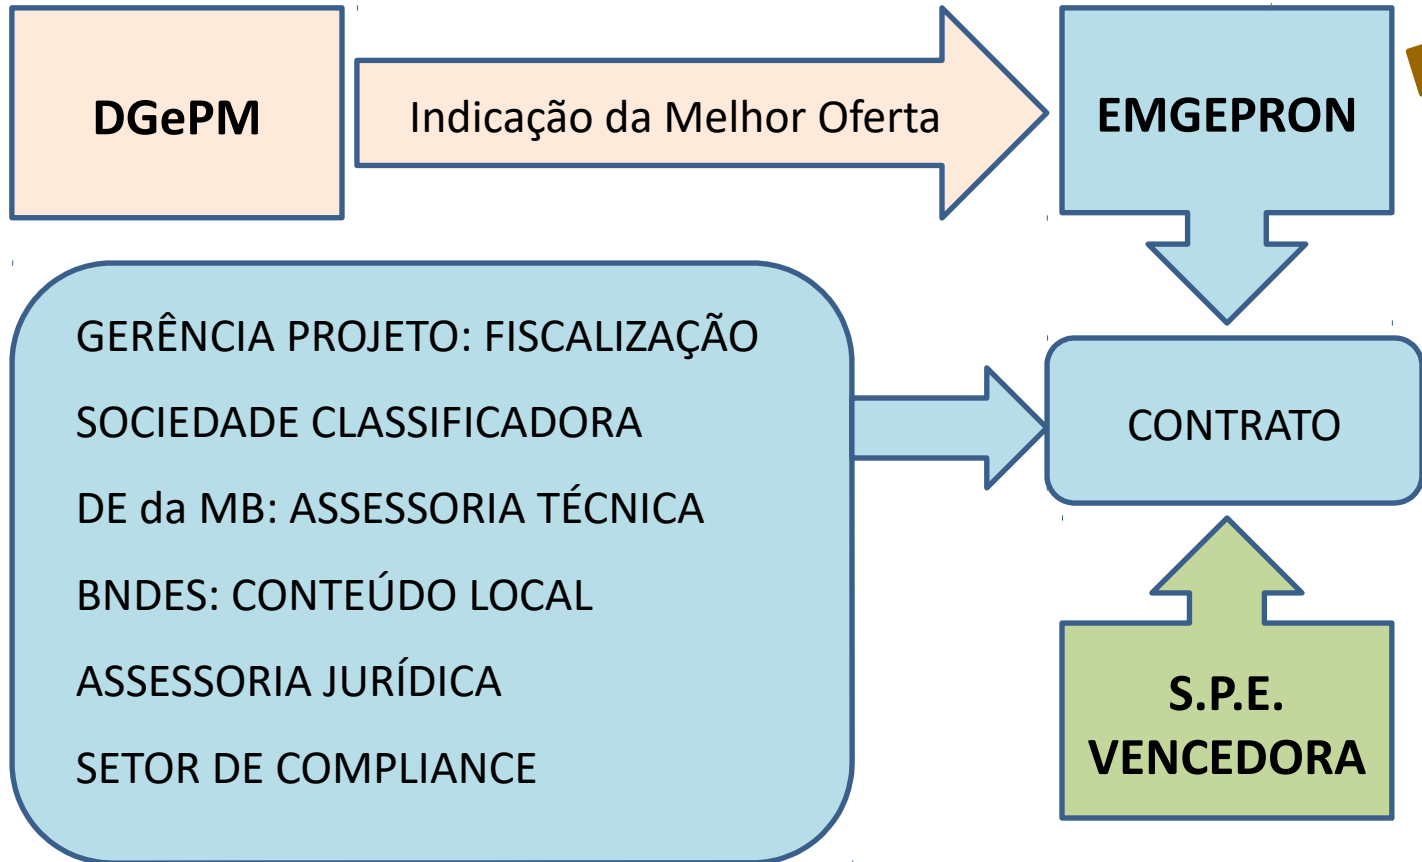 DGePM
Indicação da Melhor Oferta
EMGEPRON
GERÊNCIA PROJETO: FISCALIZAÇÃO
SOCIEDADE CLASSIFICADORA
DE da MB: ASSESSORIA TÉCNICA
BNDES: CONTEÚDO LOCAL
ASSESSORIA JURÍDICA
SETOR DE COMPLIANCE
CONTRATO
S.P.E.
VENCEDORA